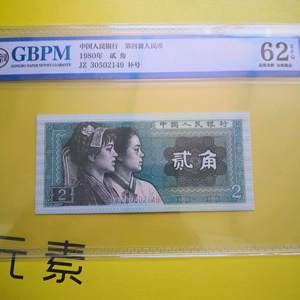 GBPM
中国人民银行 第四套人民币
1980年 贰角
JZ 30502149 补号
62
中国人民银行
贰角
2
2
JZ30502149
元素